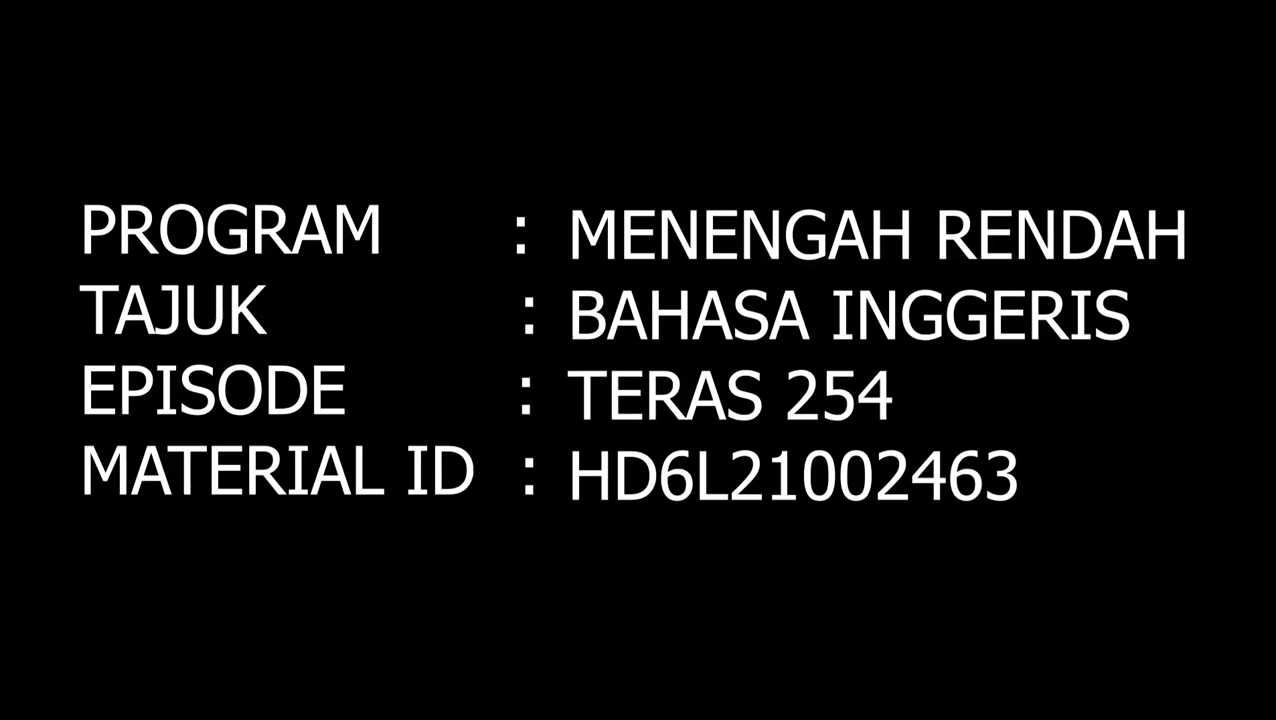 PROGRAM : MENENGAH RENDAH
TAJUK : BAHASA INGGERIS
EPISODE : TERAS 254
MATERIAL ID : HD6L21002463